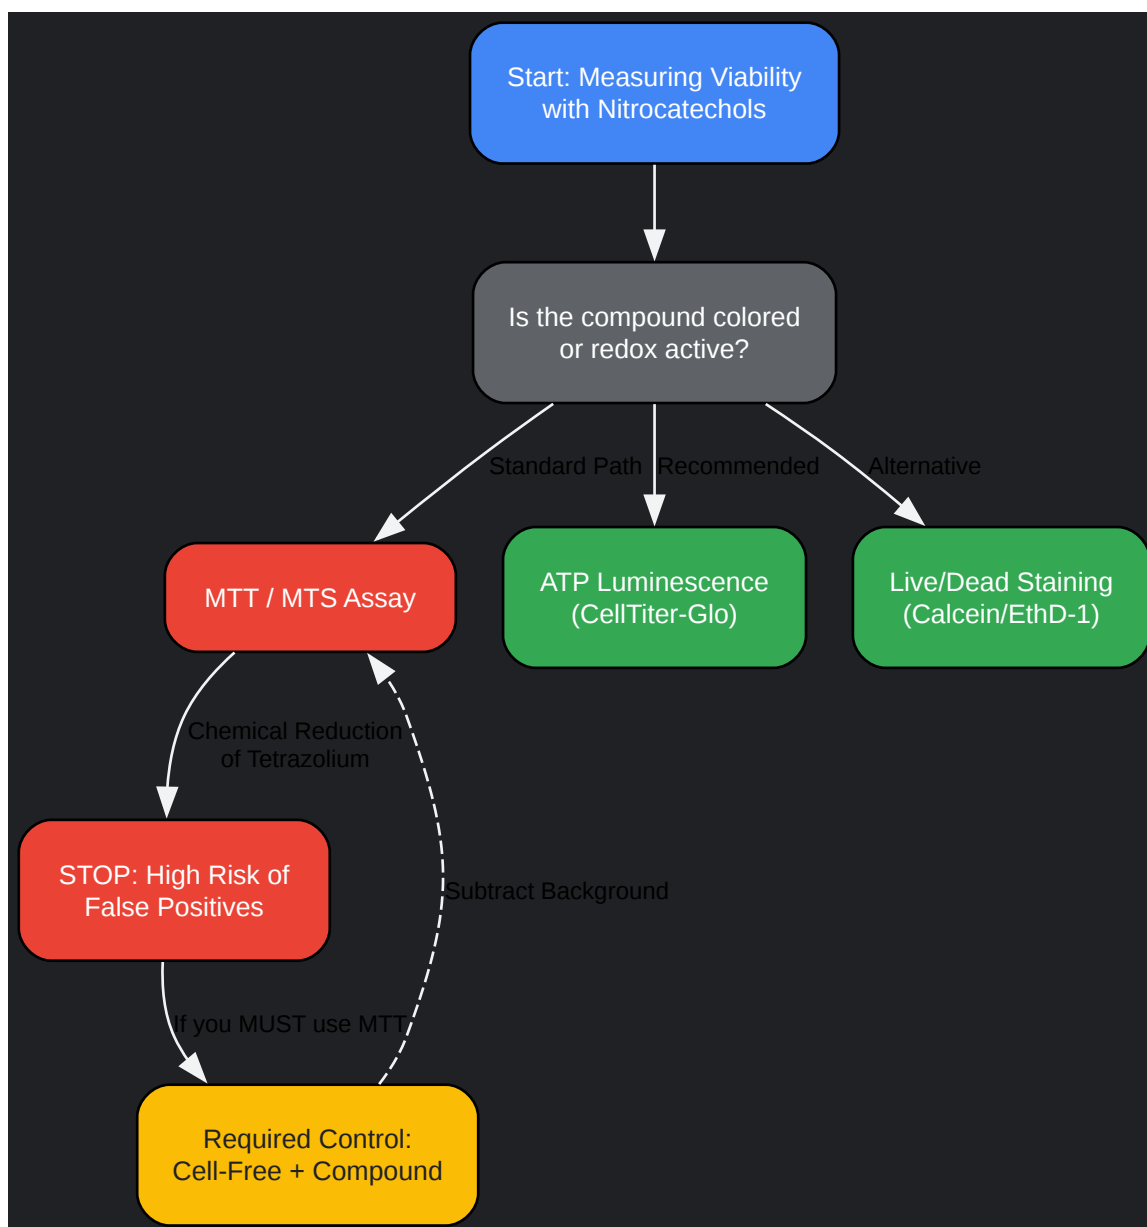 Start: Measuring Viability
with Nitrocatechols
Is the compound colored
or redox active?
Standard Path
Recommended
Alternative
MTT / MTS Assay
ATP Luminescence
(CellTiter-Glo)
Live/Dead Staining
(Calcein/EthD-1)
Chemical Reduction
of Tetrazolium
STOP: High Risk of
False Positives
Subtract Background
If you MUST use MTT
Required Control:
Cell-Free + Compound